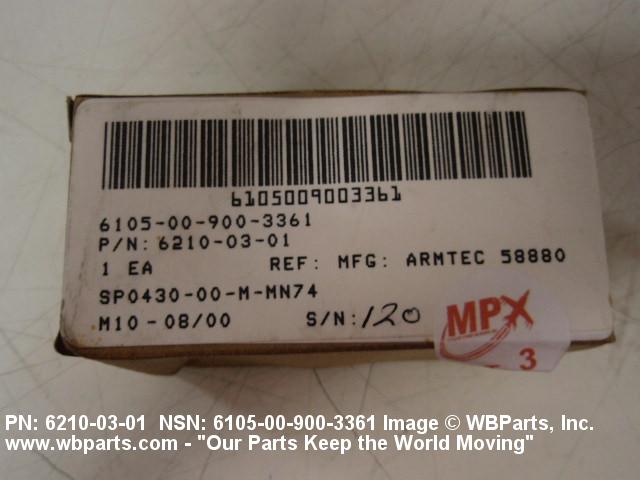 6105009003361
6105-00-900-3361
P/N: 6210-03-01
1 EA REF: MFG: ARMTEC 58880
SP0430-00-M-MN74
M10-08/00 S/N: 120
MPX
3
PN: 6210-03-01 NSN: 6105-00-900-3361 Image © WBParts, Inc.
www.wbparts.com - "Our Parts Keep the World Moving"